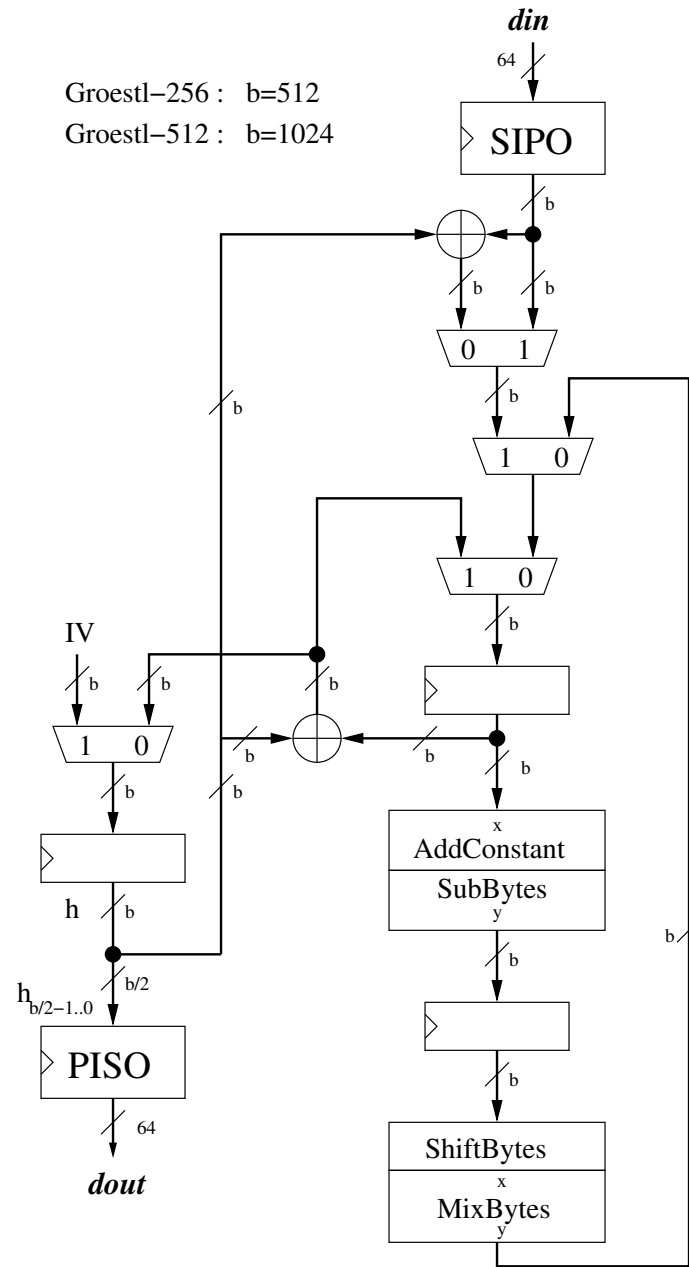 din
64
Groestl−256 : b=512
Groestl−512 : b=1024
SIPO
b
b
b
0 1
b
b
1 0
1 0
IV
b
b
b
b
1 0
b
b
b
b
b
x
AddConstant
h
b
SubBytes
y
b
b
b/2
h b/2−1..0
PISO
b
64
ShiftBytes
x
dout
MixBytes
y